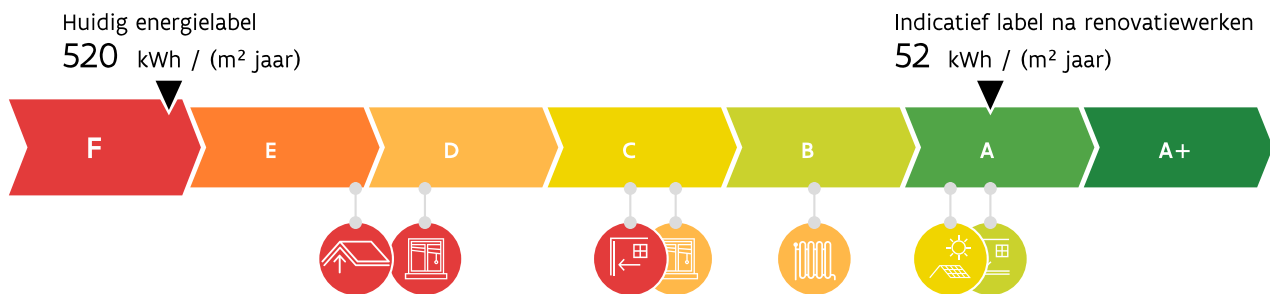 Huidig energielabel
520 kWh / (m² jaar)
Indicatief label na renovatiewerken
52 kWh / (m² jaar)
F E D C B A A+